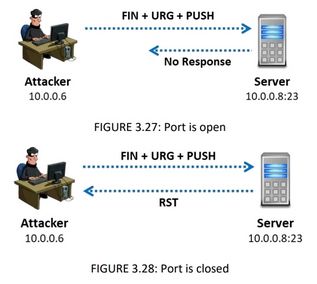 FIN + URG + PUSH
No Response
Attacker
10.0.0.6
Server
10.0.0.8:23
FIGURE 3.27: Port is open
FIN + URG + PUSH
RST
Attacker
10.0.0.6
Server
10.0.0.8:23
FIGURE 3.28: Port is closed